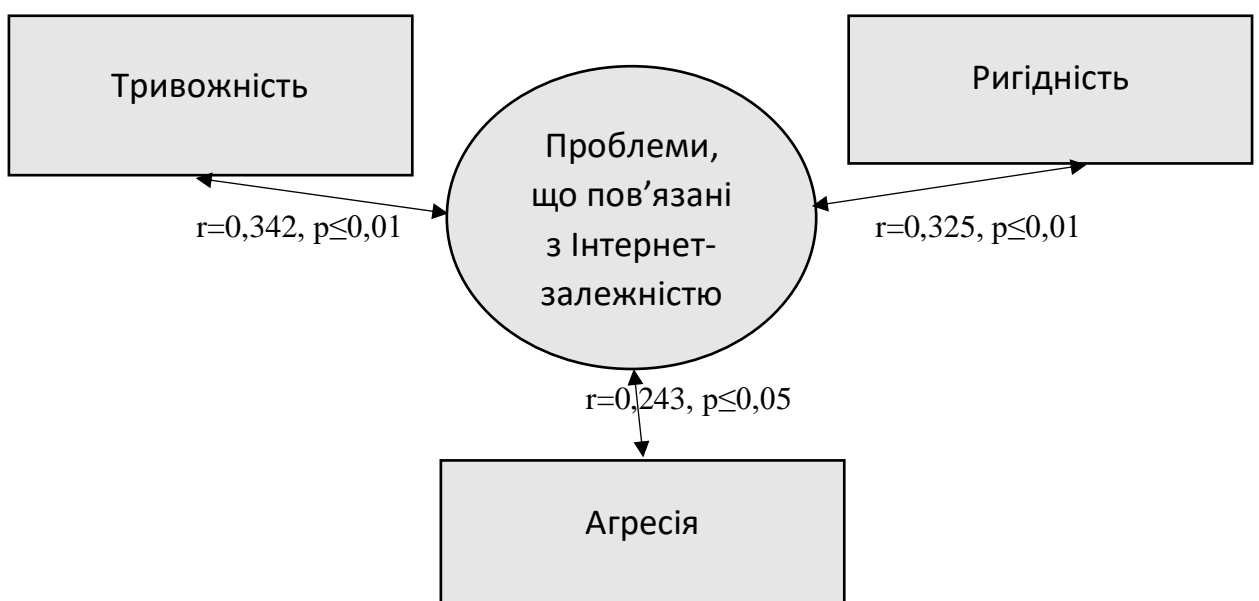 Тривожність
Ригідність
Проблеми,
що пов’язані
з Інтернет-
залежністю
r=0,342, p≤0,01
r=0,325, p≤0,01
r=0,243, p≤0,05
Агресія